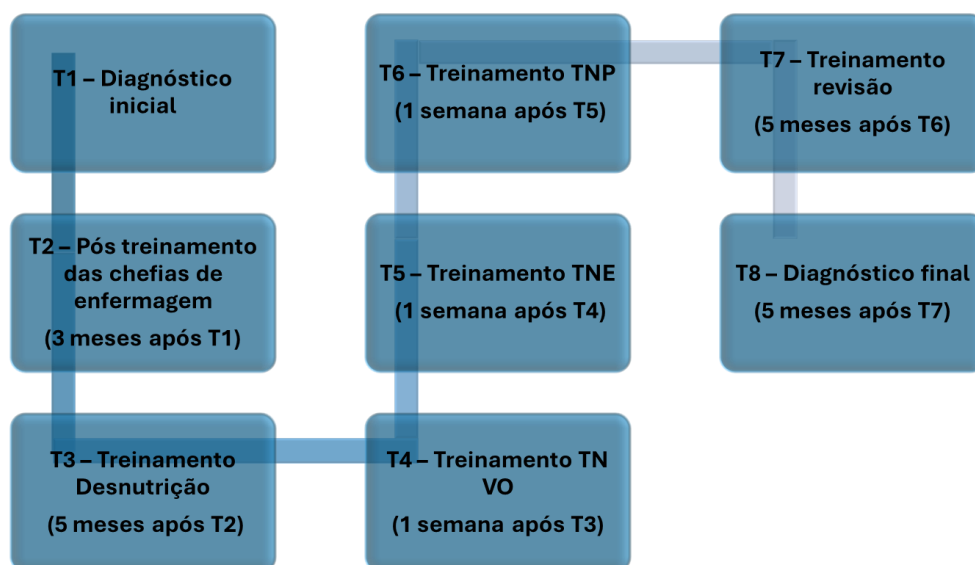 T1 – Diagnóstico
inicial
T2 – Pós treinamento
das chefias de
enfermagem
(3 meses após T1)
T3 – Treinamento
Desnutrição
(5 meses após T2)
T4 – Treinamento TN
VO
(1 semana após T3)
T5 – Treinamento TNE
(1 semana após T4)
T6 – Treinamento TNP
(1 semana após T5)
T7 – Treinamento
revisão
(5 meses após T6)
T8 – Diagnóstico final
(5 meses após T7)